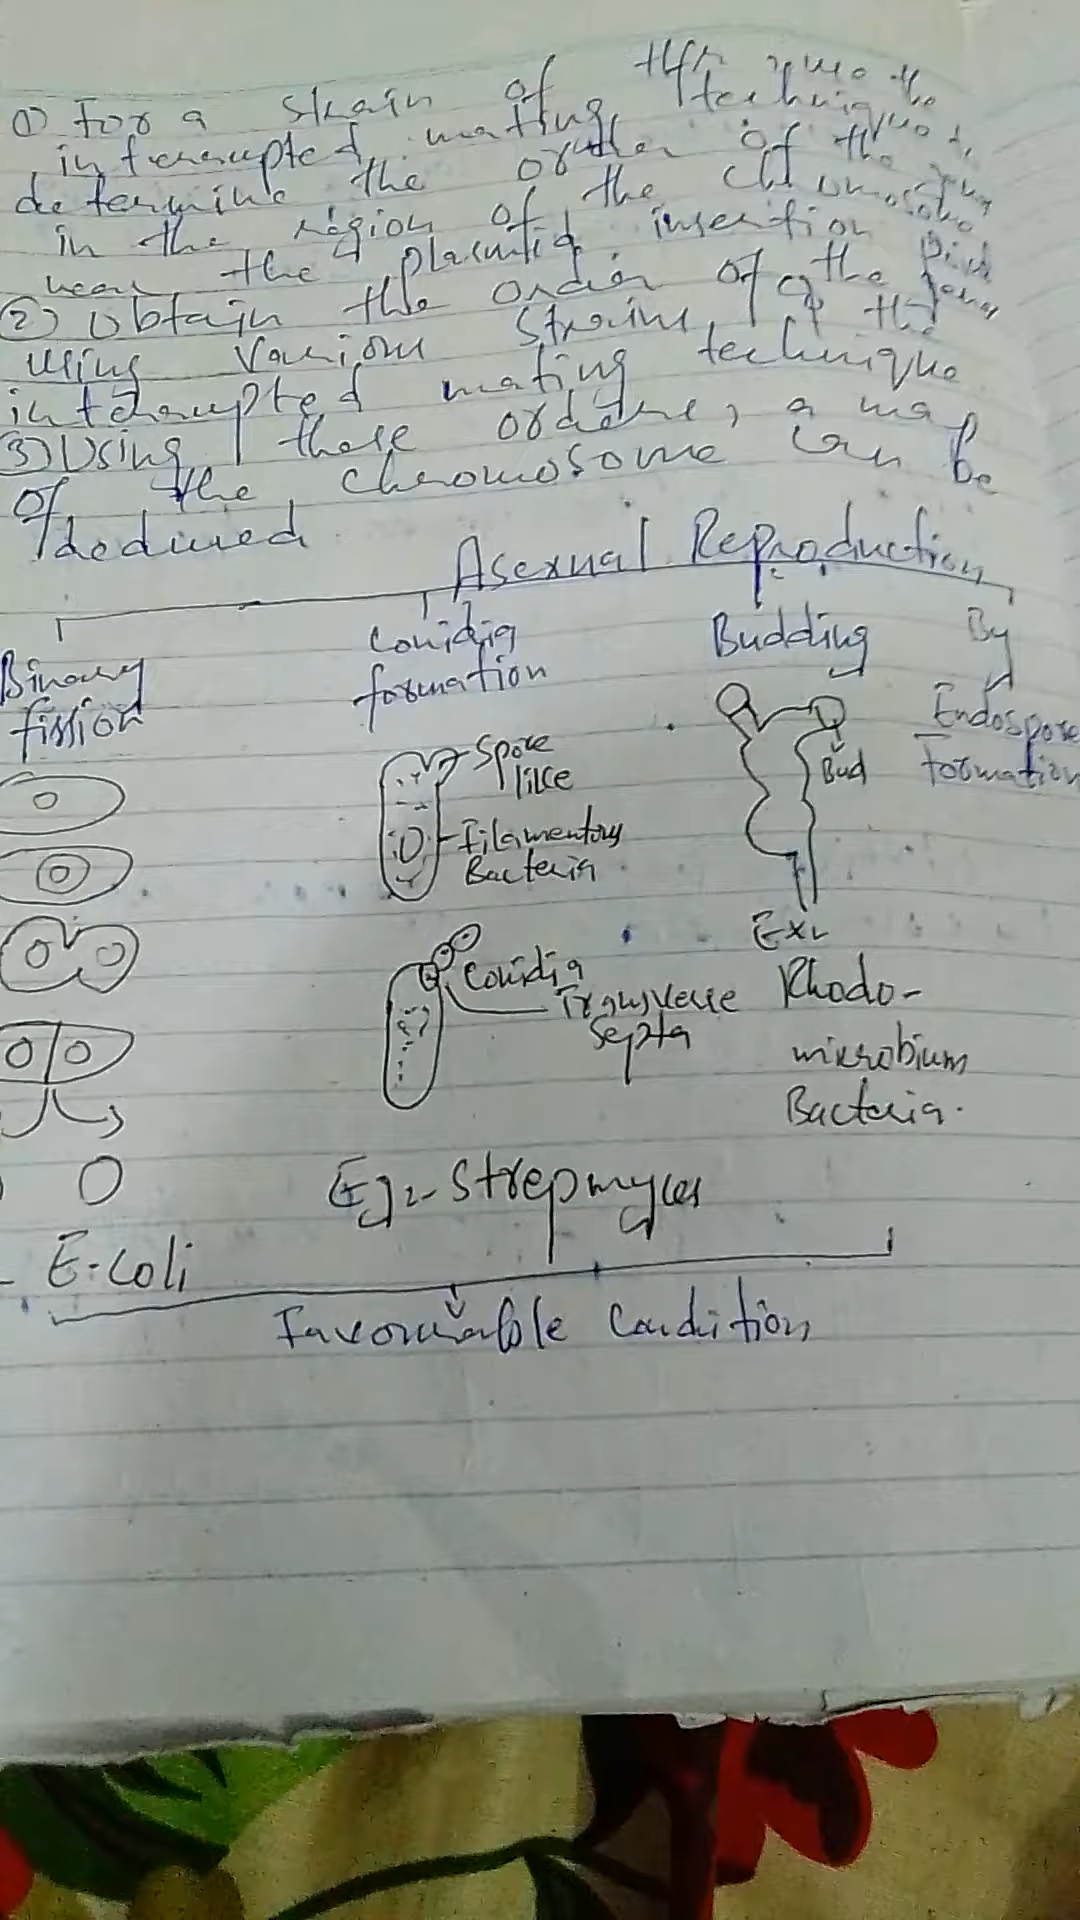 ① For a strain of Hfr use the
interrupted mating technique to
determine the order of the genes
in the region of the chromosome
near the plasmid insertion
② Obtain the order of the genes
using various strains of the
interrupted mating technique
3) Using these orders, a map
of the chromosome can be
deduced
Asexual Reproduction
Binary
fission
Conidia
formation
Budding
By
Endospore
Formation
Spore
like
Filamentous
Bacteria
Bud
Conidia
Transverse
Septa
Ex:-
Rhodo-
microbium
Bacteria.
Eg:- Strepmyces
E.coli
Favourable Condition